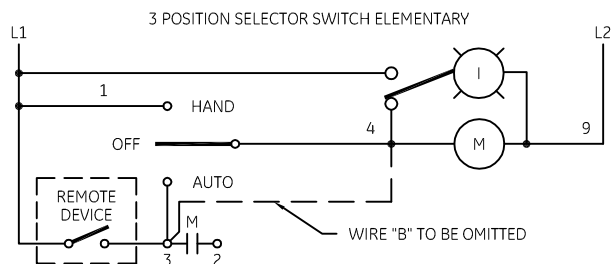 3 POSITION SELECTOR SWITCH ELEMENTARY
L1
L2
I
1
HAND
4
9
OFF
M
AUTO
REMOTE
DEVICE
M
WIRE "B" TO BE OMITTED
3
2